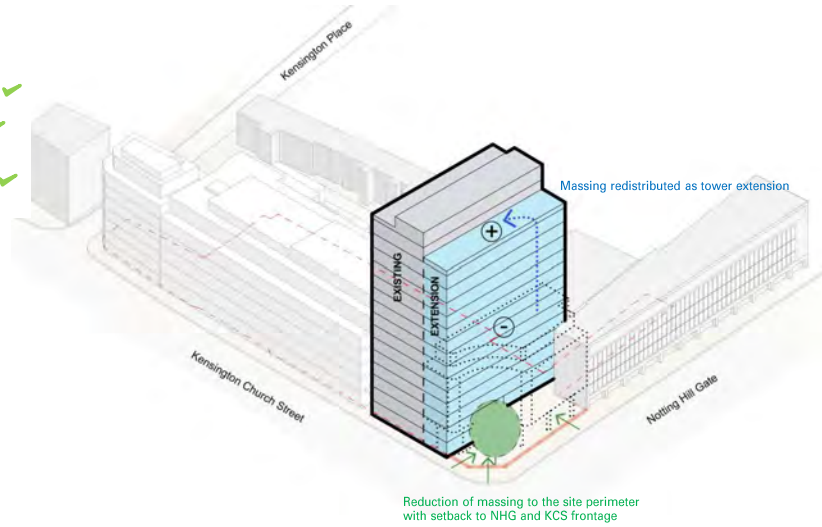 Kensington Place
Massing redistributed as tower extension
+
EXISTING
EXTENSION
-
Kensington Church Street
Notting Hill Gate
Reduction of massing to the site perimeter
with setback to NHG and KCS frontage